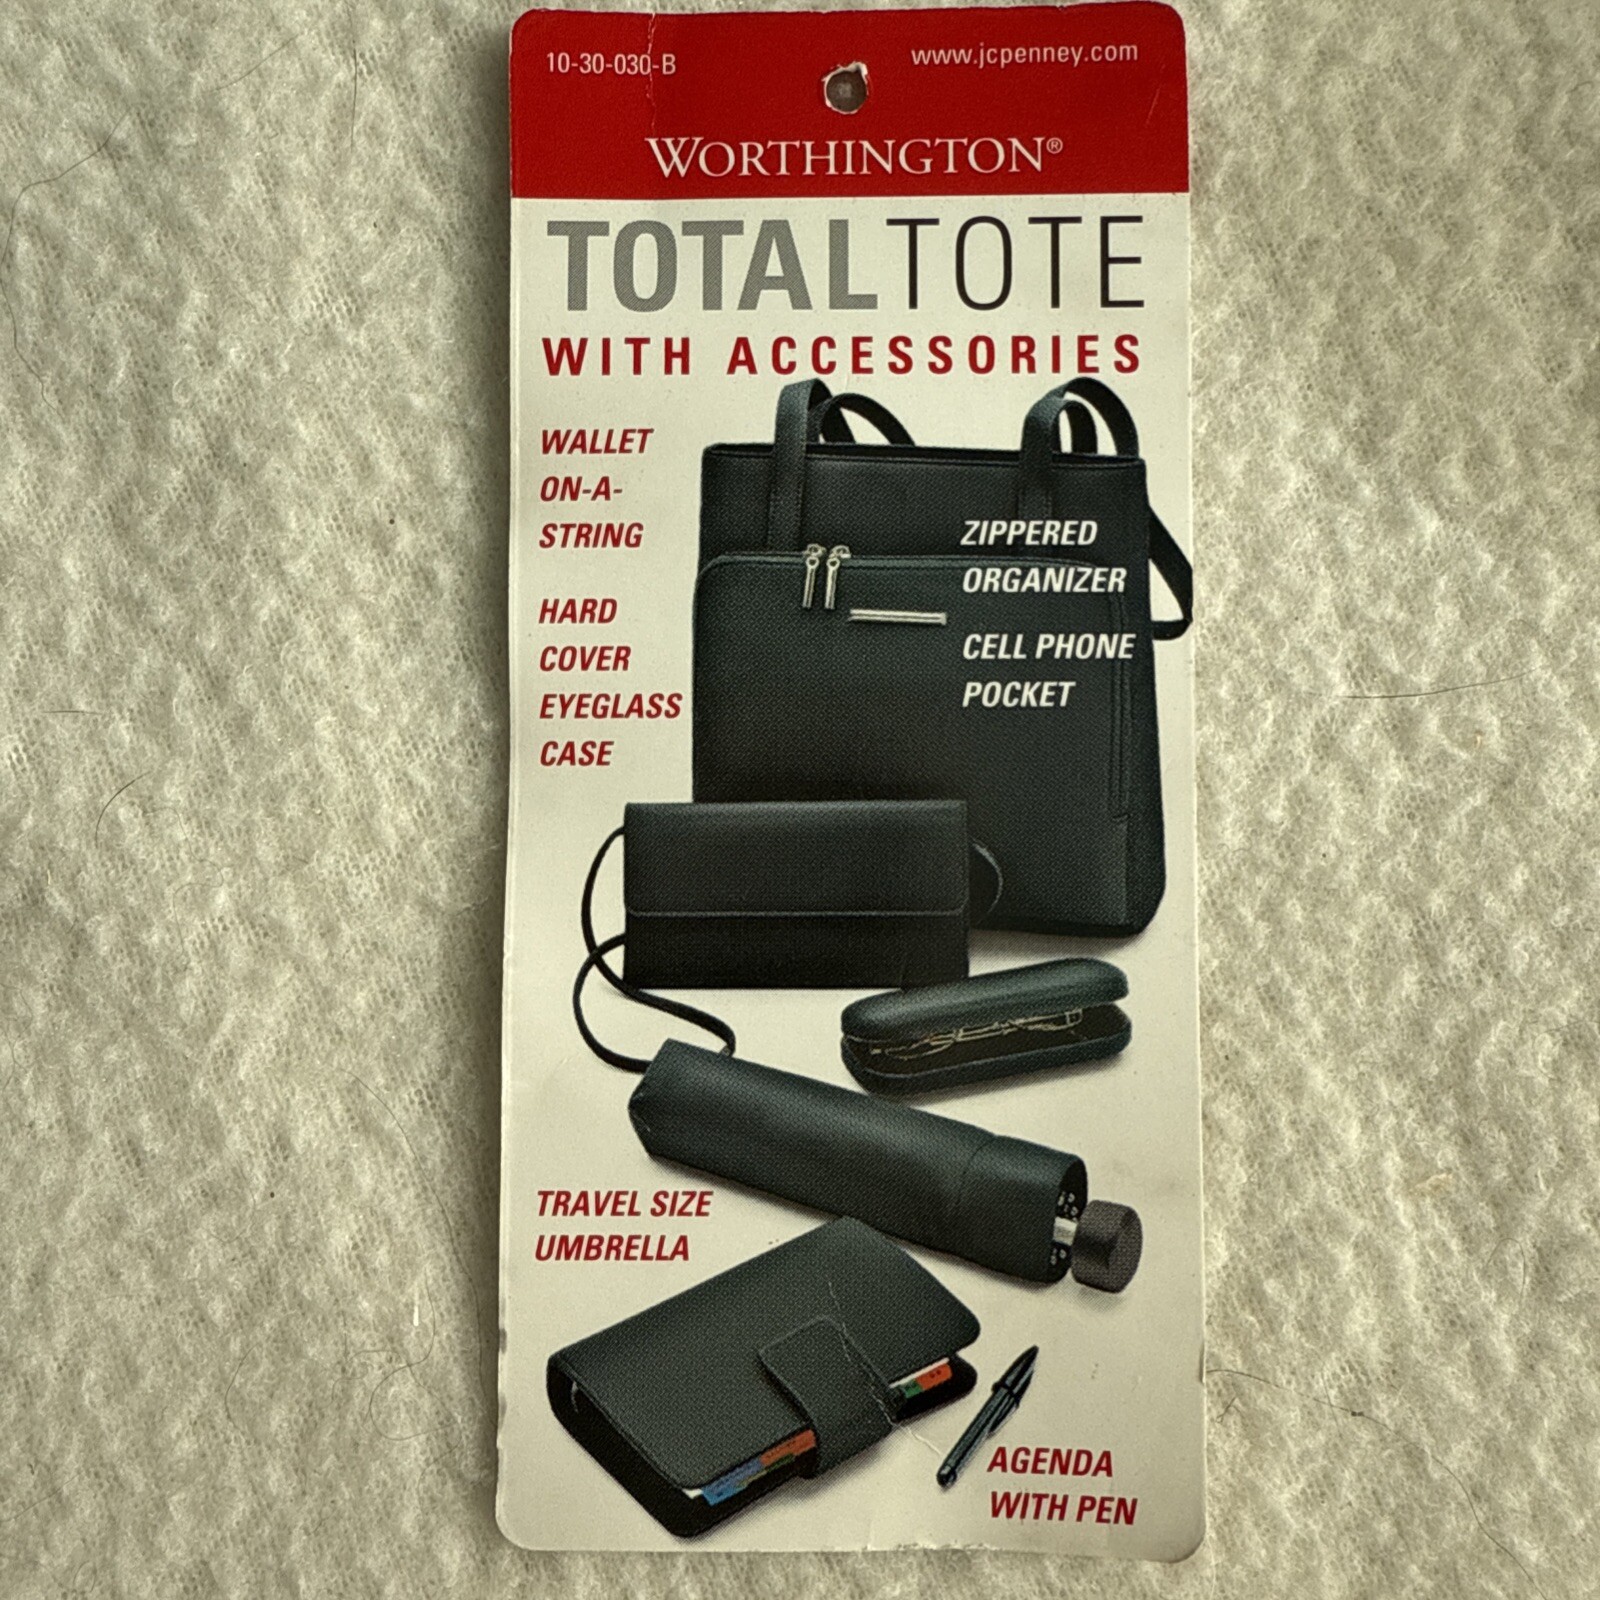 10-30-030-B
www.jcpenney.com
WORTHINGTON®
TOTALTOTE
WITH ACCESSORIES
WALLET
ON-A-
STRING
HARD
COVER
EYEGLASS
CASE
ZIPPERED
ORGANIZER
CELL PHONE
POCKET
TRAVEL SIZE
UMBRELLA
AGENDA
WITH PEN